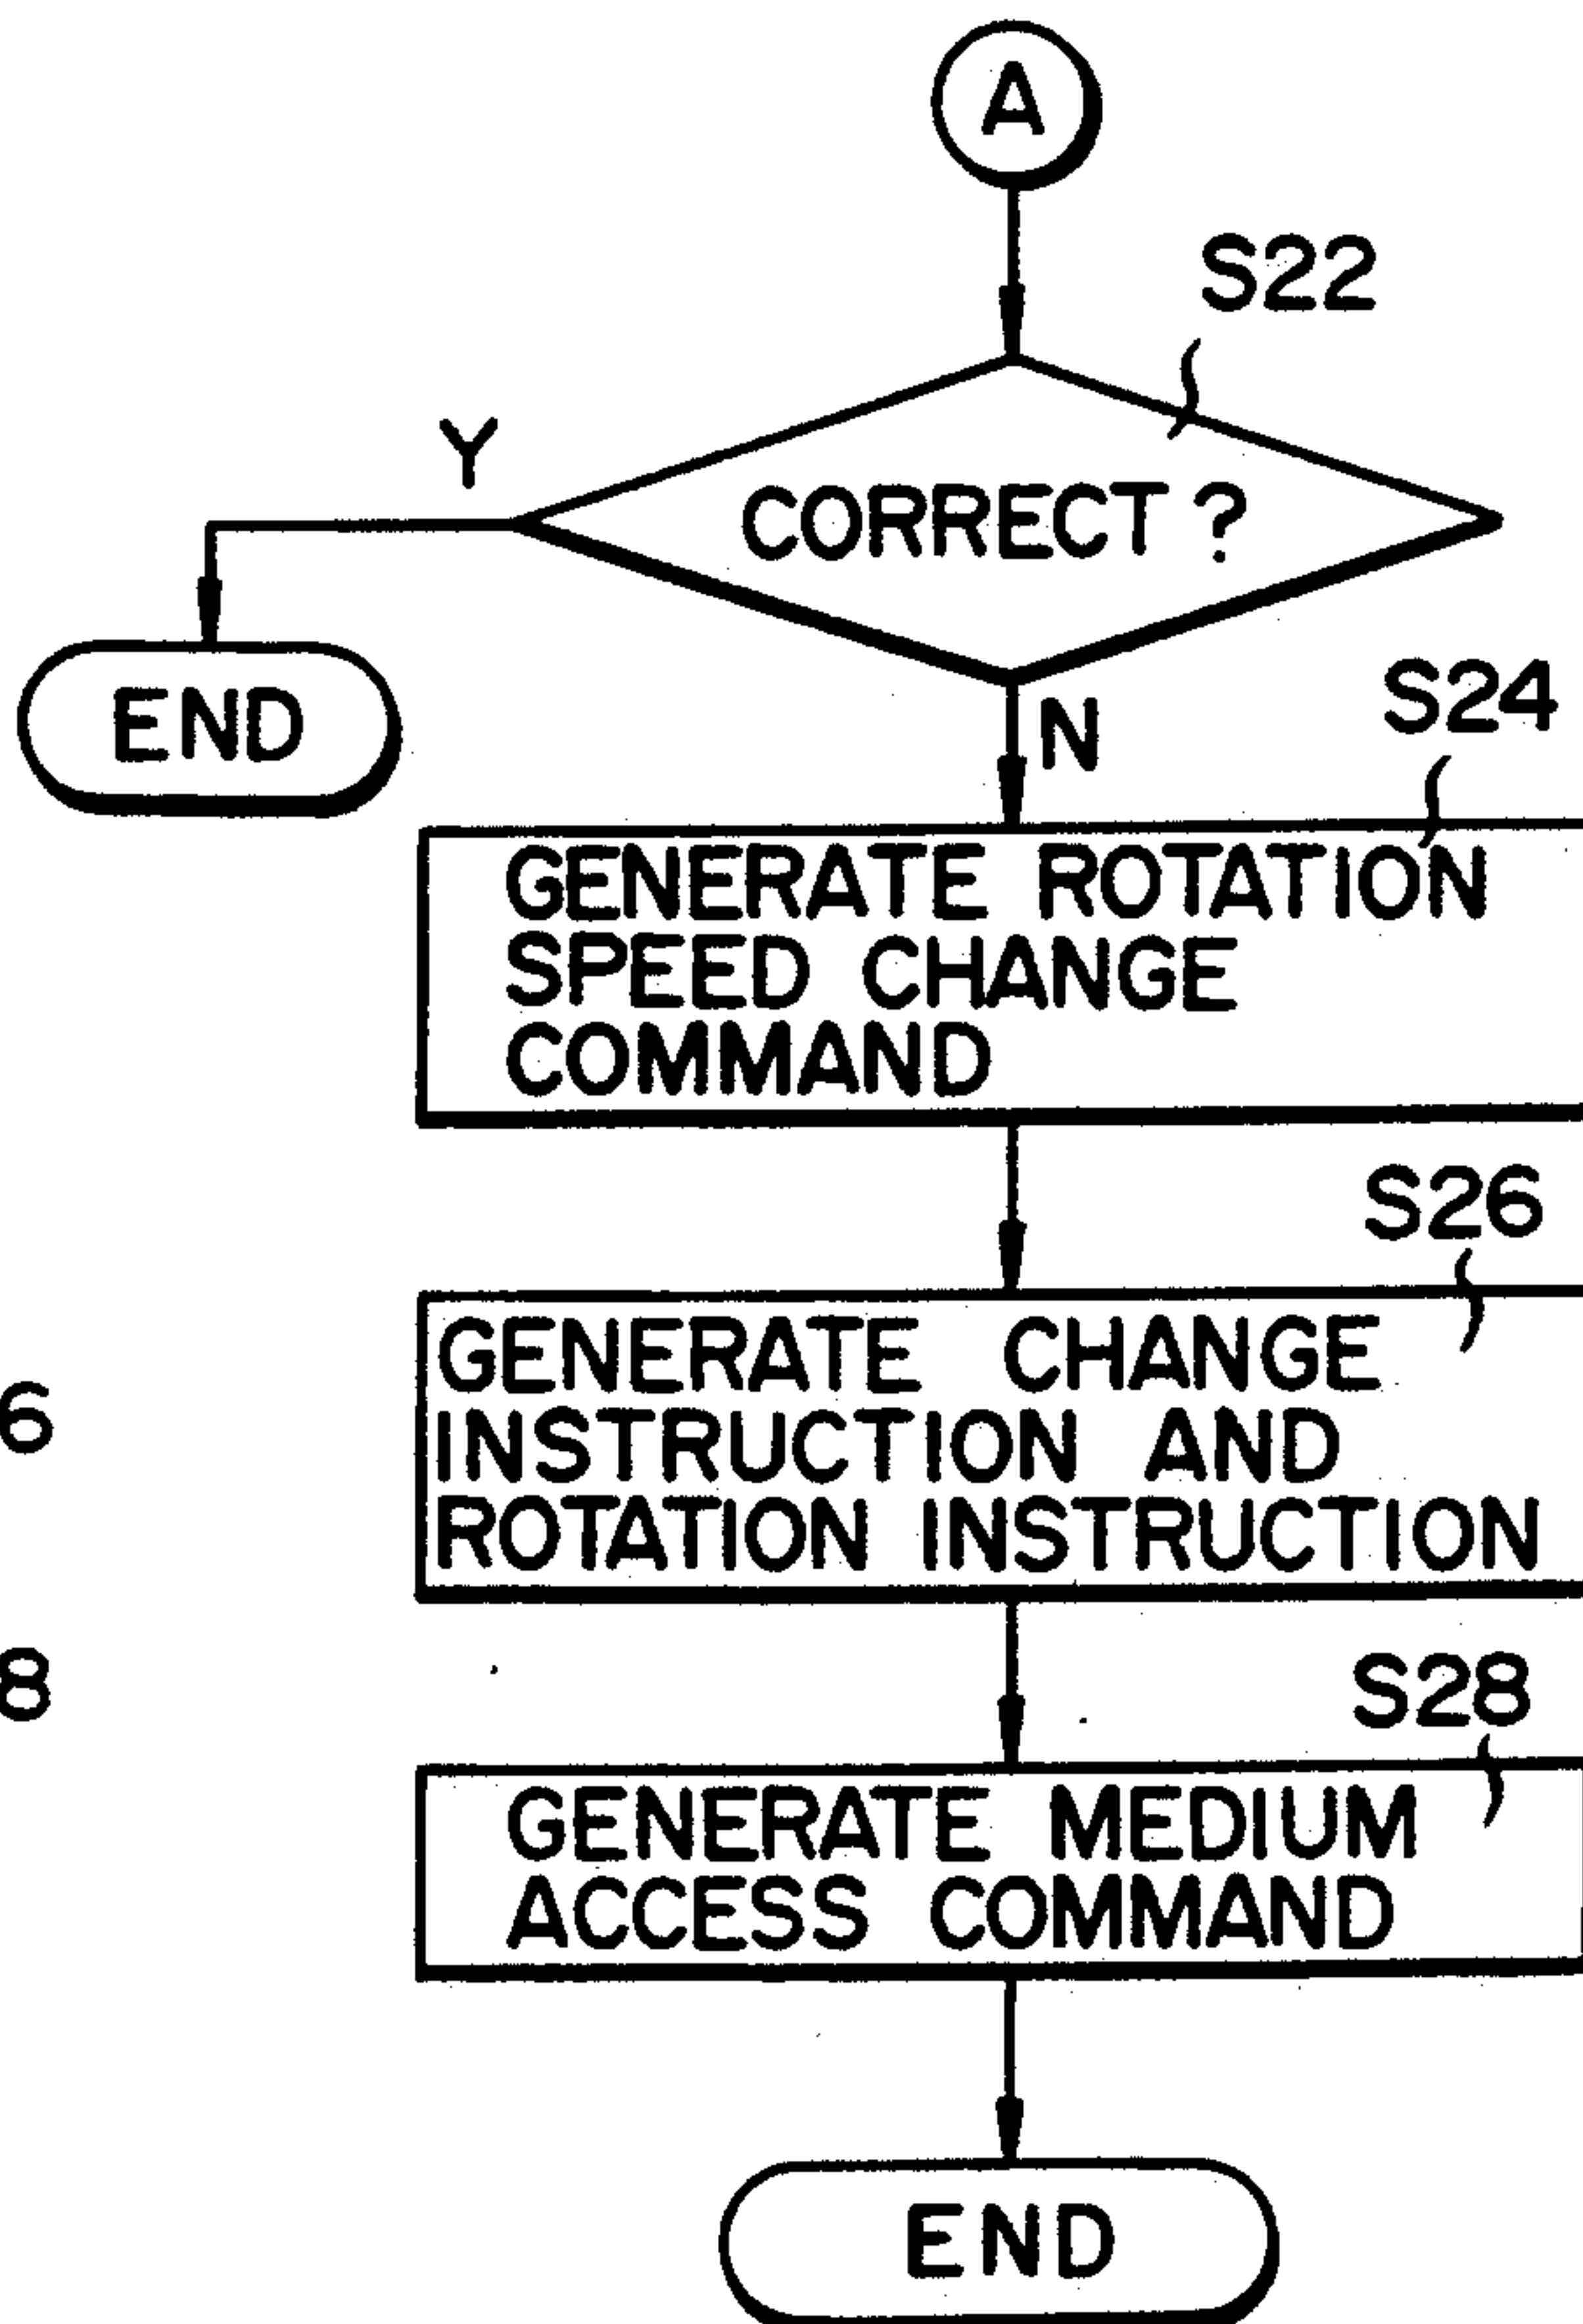 A
S22
Y
CORRECT ?
END
N
S24
GENERATE ROTATION
SPEED CHANGE
COMMAND
S26
GENERATE CHANGE
INSTRUCTION AND
ROTATION INSTRUCTION
6
8
S28
GENERATE MEDIUM
ACCESS COMMAND
END